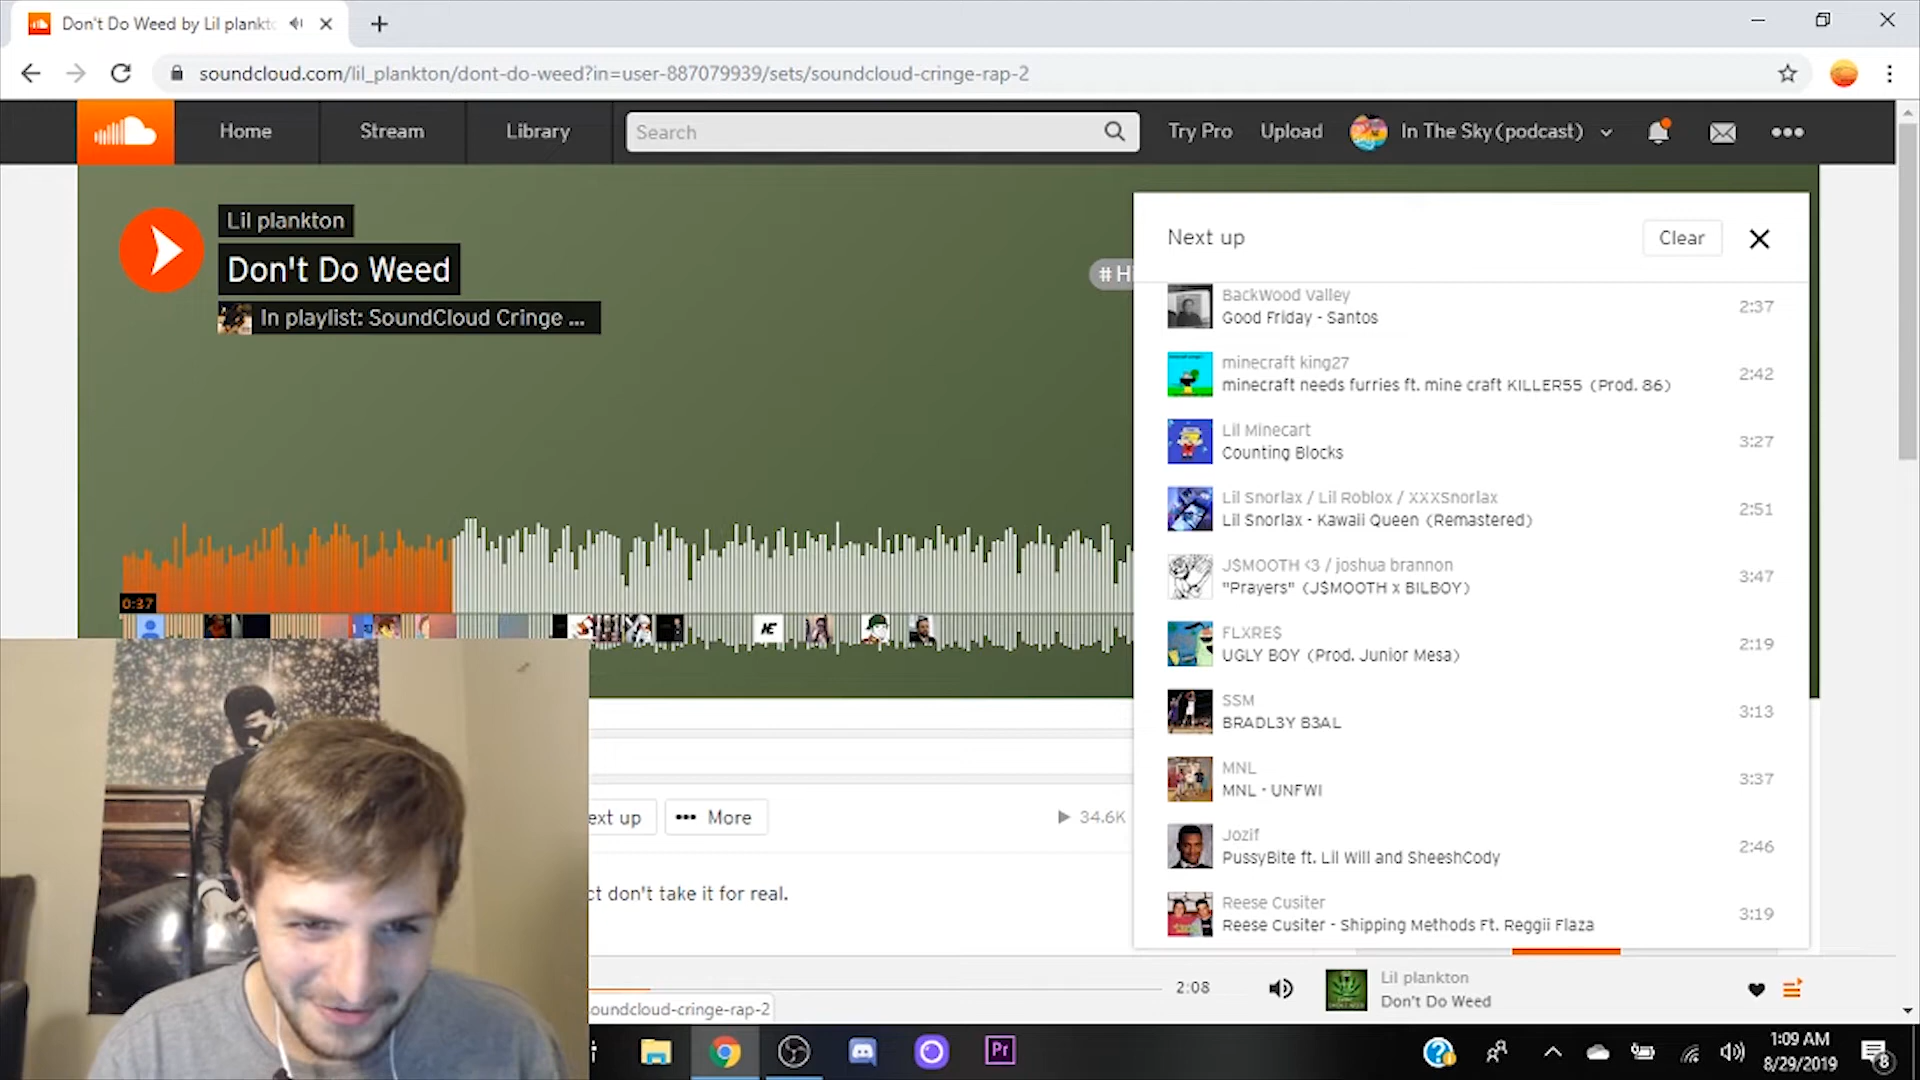 Don't Do Weed by Lil plankto
soundcloud.com/lil_plankton/dont-do-weed?in=user-887079939/sets/soundcloud-cringe-rap-2
Home
Stream
Library
Search
Try Pro
Upload
In The Sky (podcast)
Lil plankton
Don't Do Weed
In playlist: SoundCloud Cringe ...
# Hi
0:37
Next up
Clear
BackWood Valley
Good Friday - Santos
2:37
minecraft king27
minecraft needs furries ft. mine craft KILLER55 (Prod. 86)
2:42
Lil Minecart
Counting Blocks
3:27
Lil Snorlax / Lil Roblox / XXXSnorlax
Lil Snorlax - Kawaii Queen (Remastered)
2:51
J$MOOTH <3 / joshua brannon
"Prayers" (J$MOOTH x BILBOY)
3:47
FLXRE$
UGLY BOY (Prod. Junior Mesa)
2:19
SSM
BRADL3Y B3AL
3:13
MNL
MNL - UNFWI
3:37
Jozif
PussyBite ft. Lil Will and SheeshCody
2:46
Reese Cusiter
Reese Cusiter - Shipping Methods Ft. Reggii Flaza
3:19
ext up
More
34.6K
ct don't take it for real.
2:08
Lil plankton
Don't Do Weed
soundcloud-cringe-rap-2
Pr
1:09 AM
8/29/2019
8